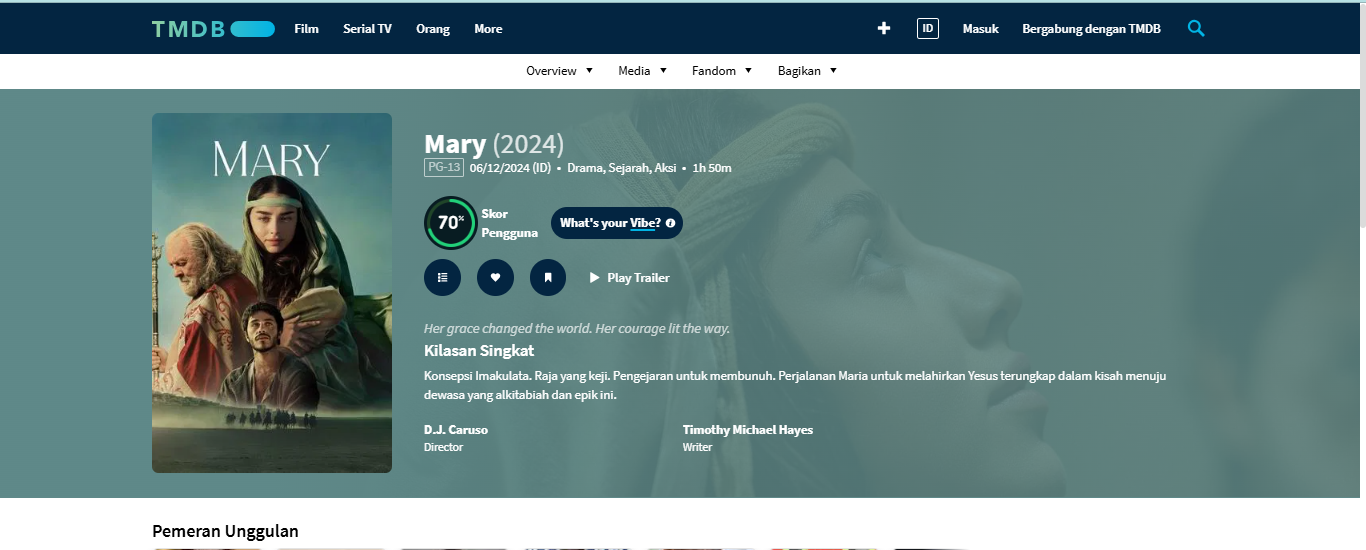 TMDB
Film Serial TV Orang More
ID Masuk Bergabung dengan TMDB
Overview Media Fandom Bagikan
MARY
Mary (2024)
PG-13 06/12/2024 (ID) • Drama, Sejarah, Aksi • 1h 50m
70%
Skor
Pengguna
What's your Vibe?
Play Trailer
Her grace changed the world. Her courage lit the way.
Kilasan Singkat
Konsepsi Imakulata. Raja yang keji. Pengejaran untuk membunuh. Perjalanan Maria untuk melahirkan Yesus terungkap dalam kisah menuju
dewasa yang alkitabiah dan epik ini.
D.J. Caruso
Director
Timothy Michael Hayes
Writer
Pemeran Unggulan